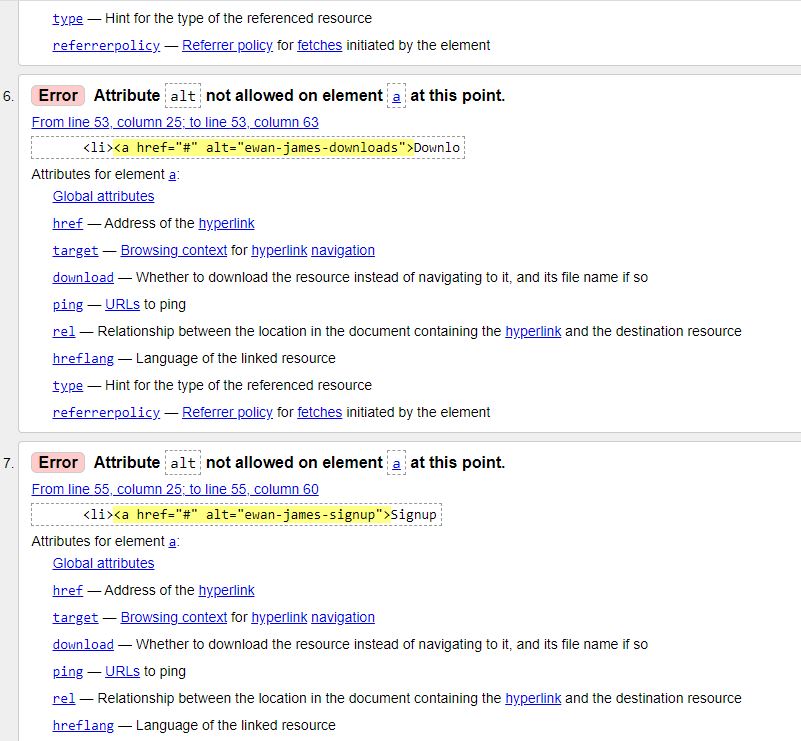 type — Hint for the type of the referenced resource
referrerpolicy — Referrer policy for fetches initiated by the element
6. Error Attribute alt not allowed on element a at this point.
From line 53, column 25; to line 53, column 63
<li><a href="#" alt="ewan-james-downloads">Downlo
Attributes for element a:
Global attributes
href — Address of the hyperlink
target — Browsing context for hyperlink navigation
download — Whether to download the resource instead of navigating to it, and its file name if so
ping — URLs to ping
rel — Relationship between the location in the document containing the hyperlink and the destination resource
hreflang — Language of the linked resource
type — Hint for the type of the referenced resource
referrerpolicy — Referrer policy for fetches initiated by the element
7. Error Attribute alt not allowed on element a at this point.
From line 55, column 25; to line 55, column 60
<li><a href="#" alt="ewan-james-signup">Signup
Attributes for element a:
Global attributes
href — Address of the hyperlink
target — Browsing context for hyperlink navigation
download — Whether to download the resource instead of navigating to it, and its file name if so
ping — URLs to ping
rel — Relationship between the location in the document containing the hyperlink and the destination resource
hreflang — Language of the linked resource